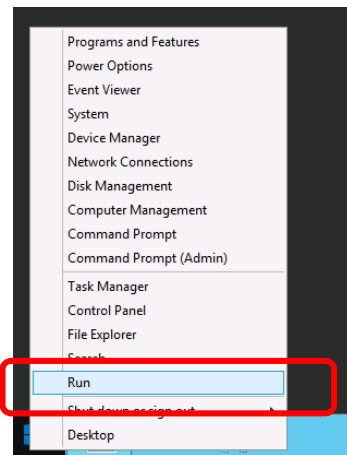 Programs and Features
Power Options
Event Viewer
System
Device Manager
Network Connections
Disk Management
Computer Management
Command Prompt
Command Prompt (Admin)
Task Manager
Control Panel
File Explorer
Search
Run
Shut down or sign out
Desktop